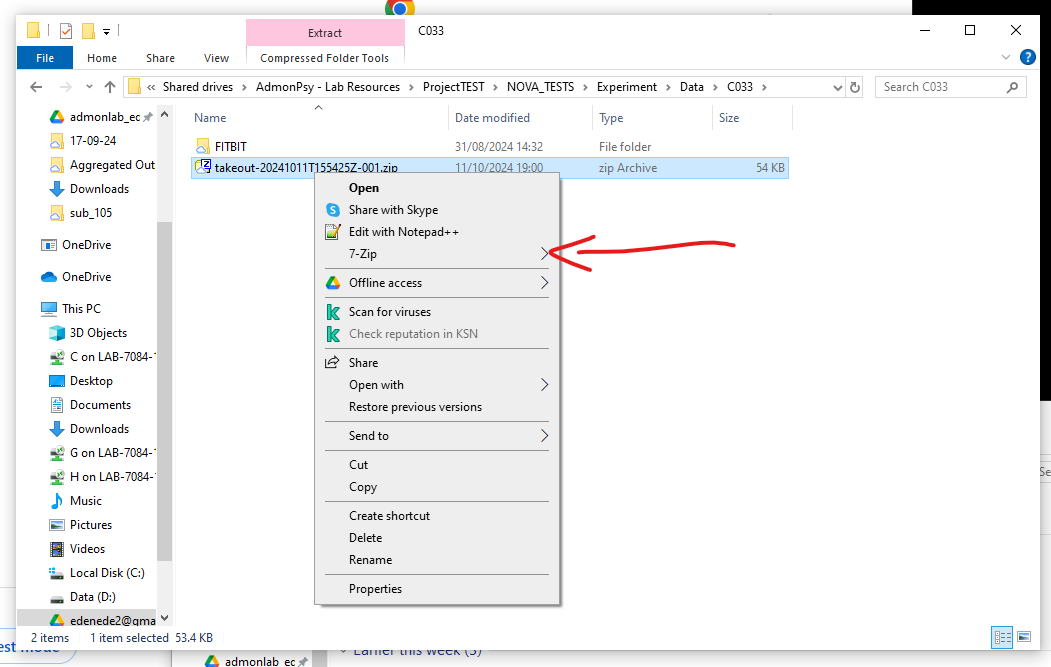 Extract
C033
File
Home
Share
View
Compressed Folder Tools
« Shared drives > AdmonPsy - Lab Resources > ProjectTEST > NOVA_TESTS > Experiment > Data > C033 >
Search C033
Name
Date modified
Type
Size
FITBIT
31/08/2024 14:32
File folder
takeout-20241011T155425Z-001.zip
11/10/2024 19:00
zip Archive
54 KB
admonlab_ec
17-09-24
Aggregated Out
Downloads
sub_105
OneDrive
OneDrive
This PC
3D Objects
C on LAB-7084-1
Desktop
Documents
Downloads
G on LAB-7084-1
H on LAB-7084-1
Music
Pictures
Videos
Local Disk (C:)
Data (D:)
edenede2@gma
Open
Share with Skype
Edit with Notepad++
7-Zip
Offline access
Scan for viruses
Check reputation in KSN
Share
Open with
Restore previous versions
Send to
Cut
Copy
Create shortcut
Delete
Rename
Properties
2 items
1 item selected 53.4 KB
Se
est mode
admonlab_ec
Earlier this week (3)